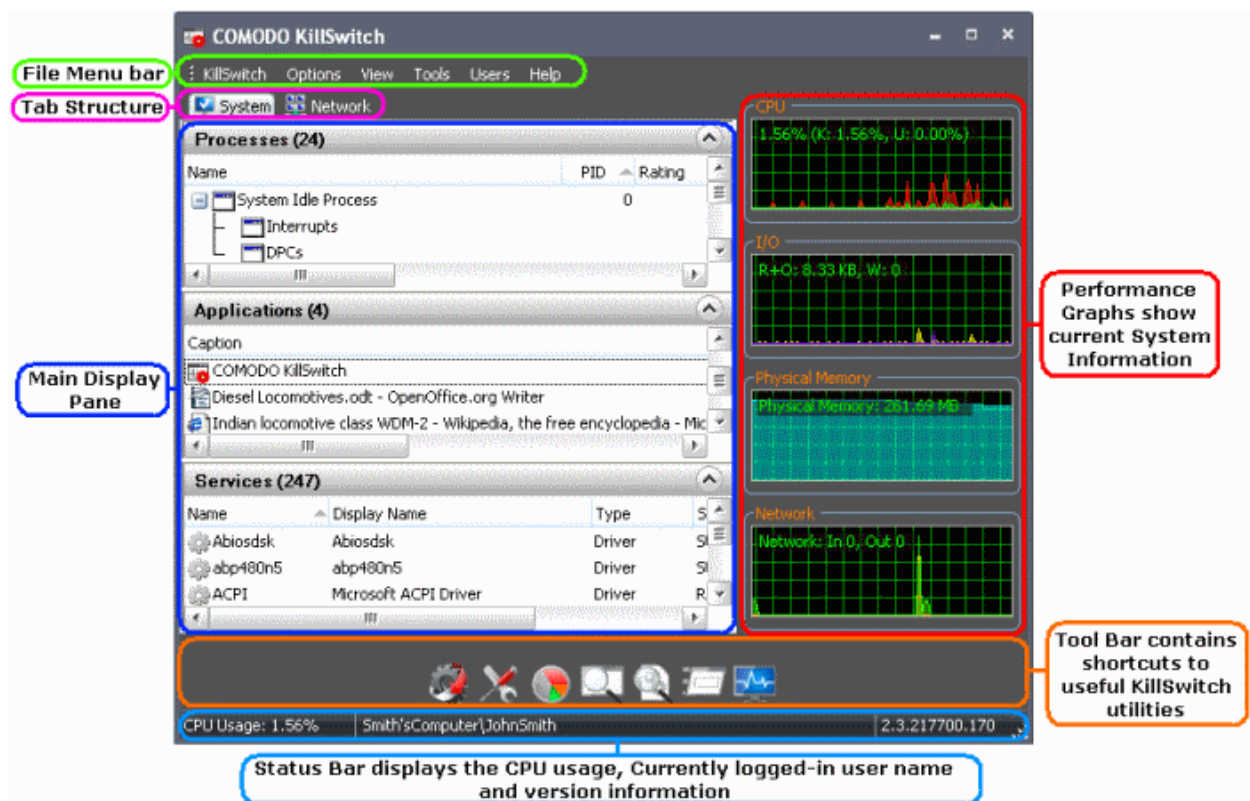 COMODO KillSwitch
File Menu bar
KillSwitch Options View Tools Users Help
Tab Structure
System Network
Processes (24)
Name PID Rating
System Idle Process 0
Interrupts
DPCs
Applications (4)
Caption
COMODO KillSwitch
Diesel Locomotives.odt - OpenOffice.org Writer
Indian locomotive class WDM-2 - Wikipedia, the free encyclopedia - Mic
Main Display
Pane
Services (247)
Name Display Name Type S
Abiosdsk Abiosdsk Driver S
abp480n5 abp480n5 Driver S
ACPI Microsoft ACPI Driver Driver R
CPU
1.56% (K: 1.56%, U: 0.00%)
I/O
R+O: 8.33 KB, W: 0
Physical Memory
Physical Memory: 261.69 MB
Network
Network: In 0, Out 0
Performance
Graphs show
current System
Information
Tool Bar contains
shortcuts to
useful KillSwitch
utilities
CPU Usage: 1.56% Smith'sComputer\JohnSmith 2.3.217700.170
Status Bar displays the CPU usage, Currently logged-in user name
and version information